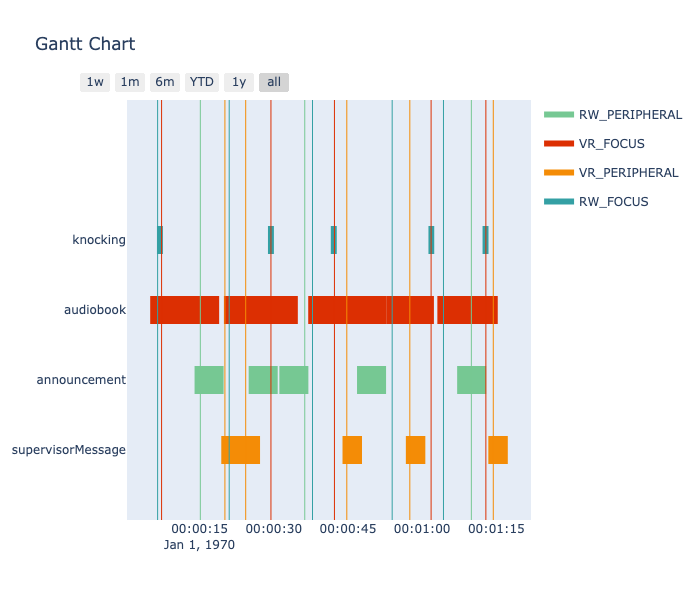 Gantt Chart
1w 1m 6m YTD 1y all
RW_PERIPHERAL
VR_FOCUS
VR_PERIPHERAL
RW_FOCUS
knocking
audiobook
announcement
supervisorMessage
00:00:15 00:00:30 00:00:45 00:01:00 00:01:15
Jan 1, 1970